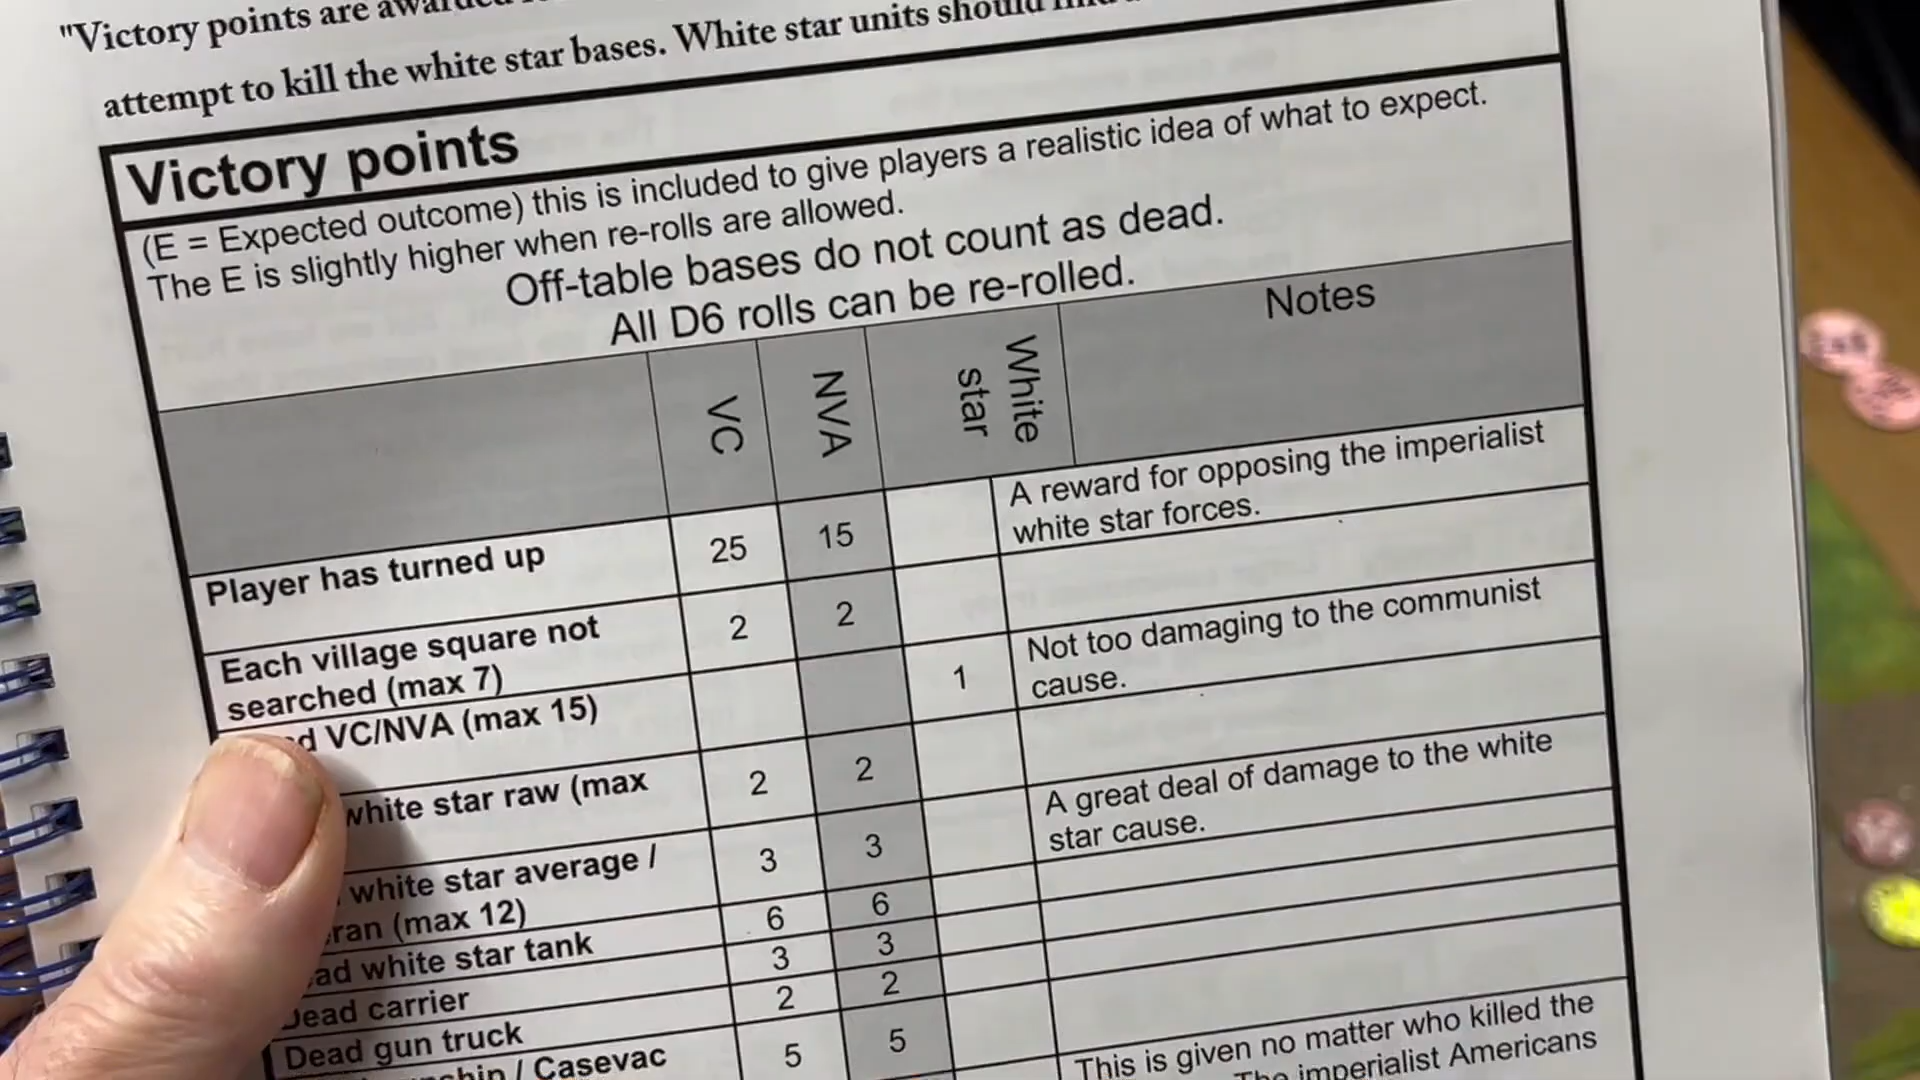 "Victory points are
attempt to kill the white star bases. White star units should
Victory points
(E = Expected outcome) this is included to give players a realistic idea of what to expect.
The E is slightly higher when re-rolls are allowed.
Off-table bases do not count as dead.
All D6 rolls can be re-rolled.
VC NVA White star Notes
Player has turned up 25 15 A reward for opposing the imperialist
white star forces.
Each village square not
searched (max 7) 2 2
VC/NVA (max 15) 1 Not too damaging to the communist
cause.
white star raw (max 2 2
white star average / 3 3 A great deal of damage to the white
(max 12) star cause.
white star tank 6 6
Dead carrier 3 3
Dead gun truck 2 2
/ Casevac 5 5 This is given no matter who killed the
imperialist Americans